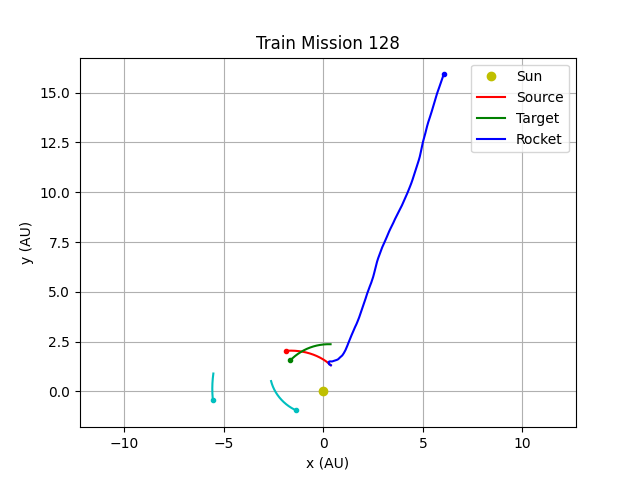 Train Mission 128
Sun
Source
Target
Rocket
15.0
12.5
10.0
7.5
5.0
2.5
0.0
y (AU)
−10
−5
0
5
10
x (AU)